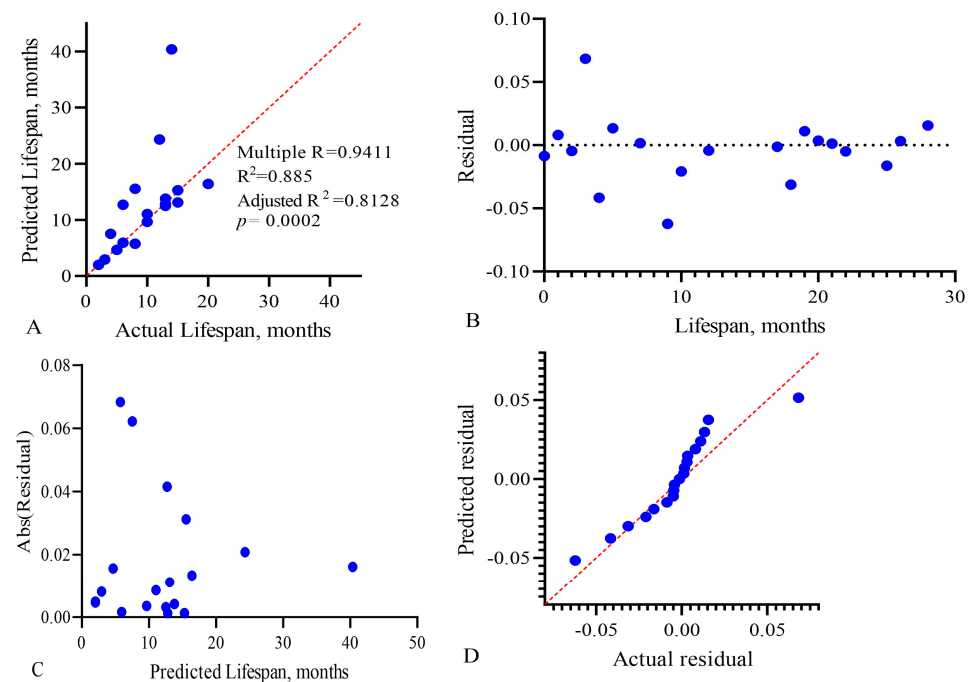 40
30
20
10
0
0
10
20
30
40
Predicted Lifespan, months
Actual Lifespan, months
Multiple R=0.9411
R²=0.885
Adjusted R²=0.8128
p= 0.0002
A
0.10
0.05
0.00
-0.05
-0.10
0
10
20
30
Residual
Lifespan, months
B
0.08
0.06
0.04
0.02
0.00
0
10
20
30
40
50
Abs(Residual)
Predicted Lifespan, months
C
0.05
0.00
-0.05
-0.05
0.00
0.05
Predicted residual
Actual residual
D